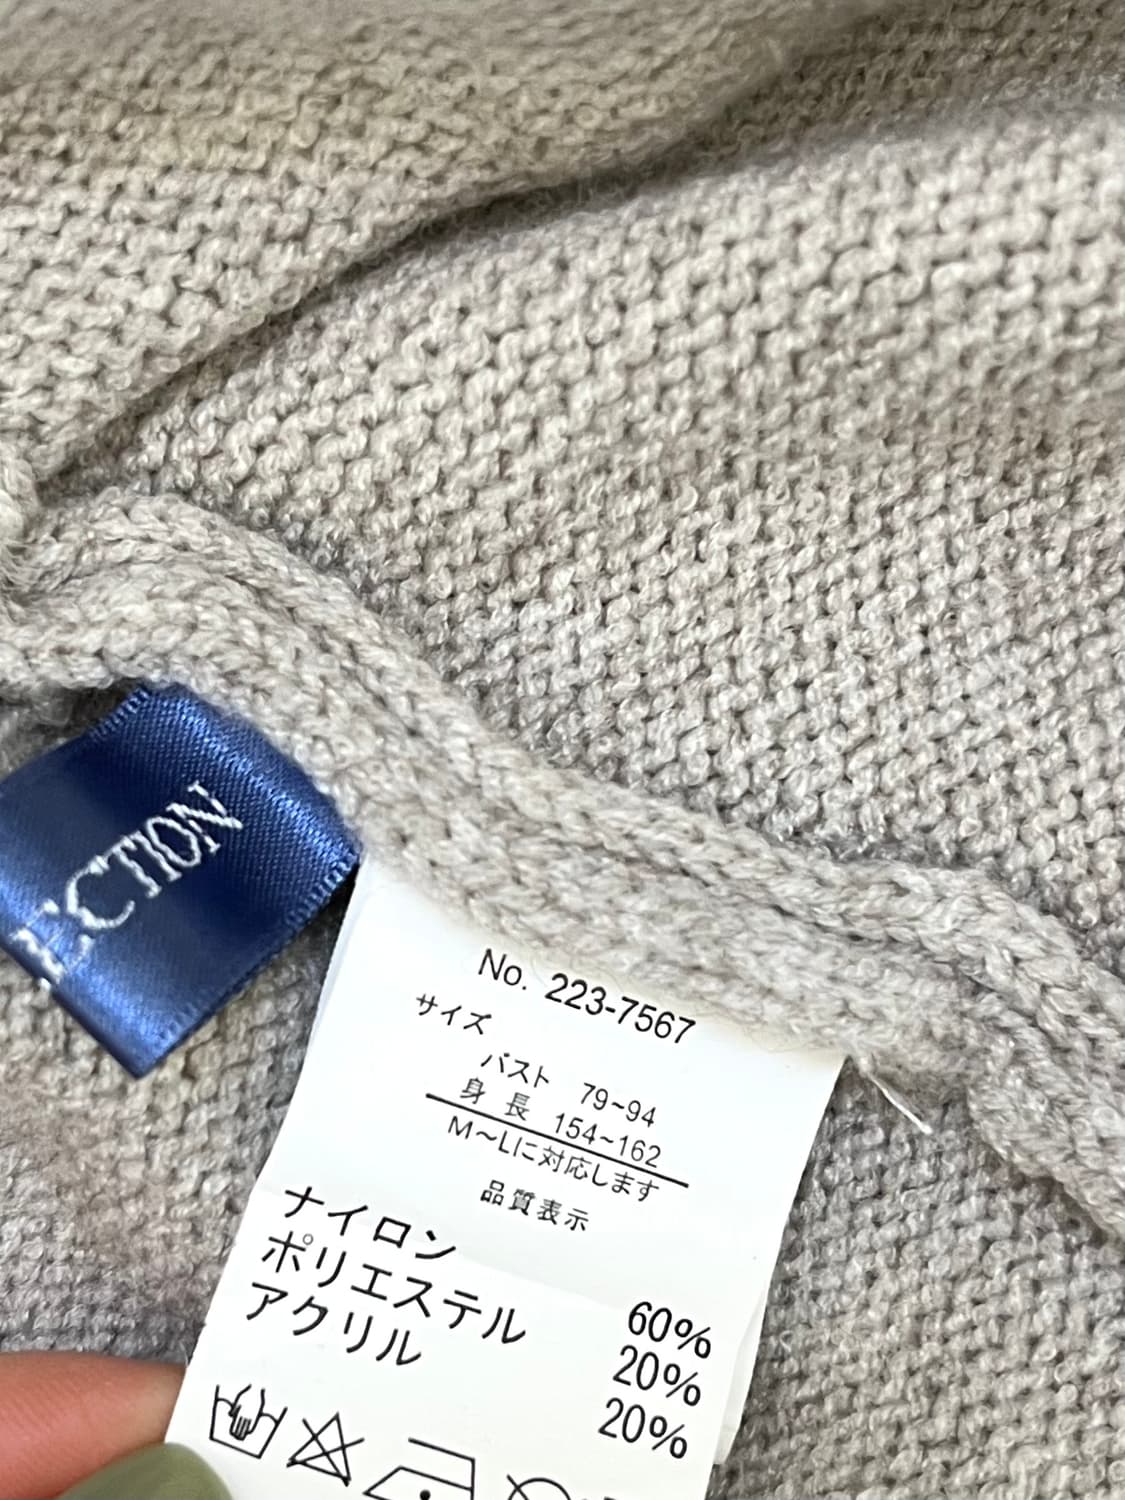 ECTION
No. 223-7567
サイズ
バスト 79~94
身長 154~162
M～Lに対応します
品質表示
ナイロン 60%
ポリエステル 20%
アクリル 20%